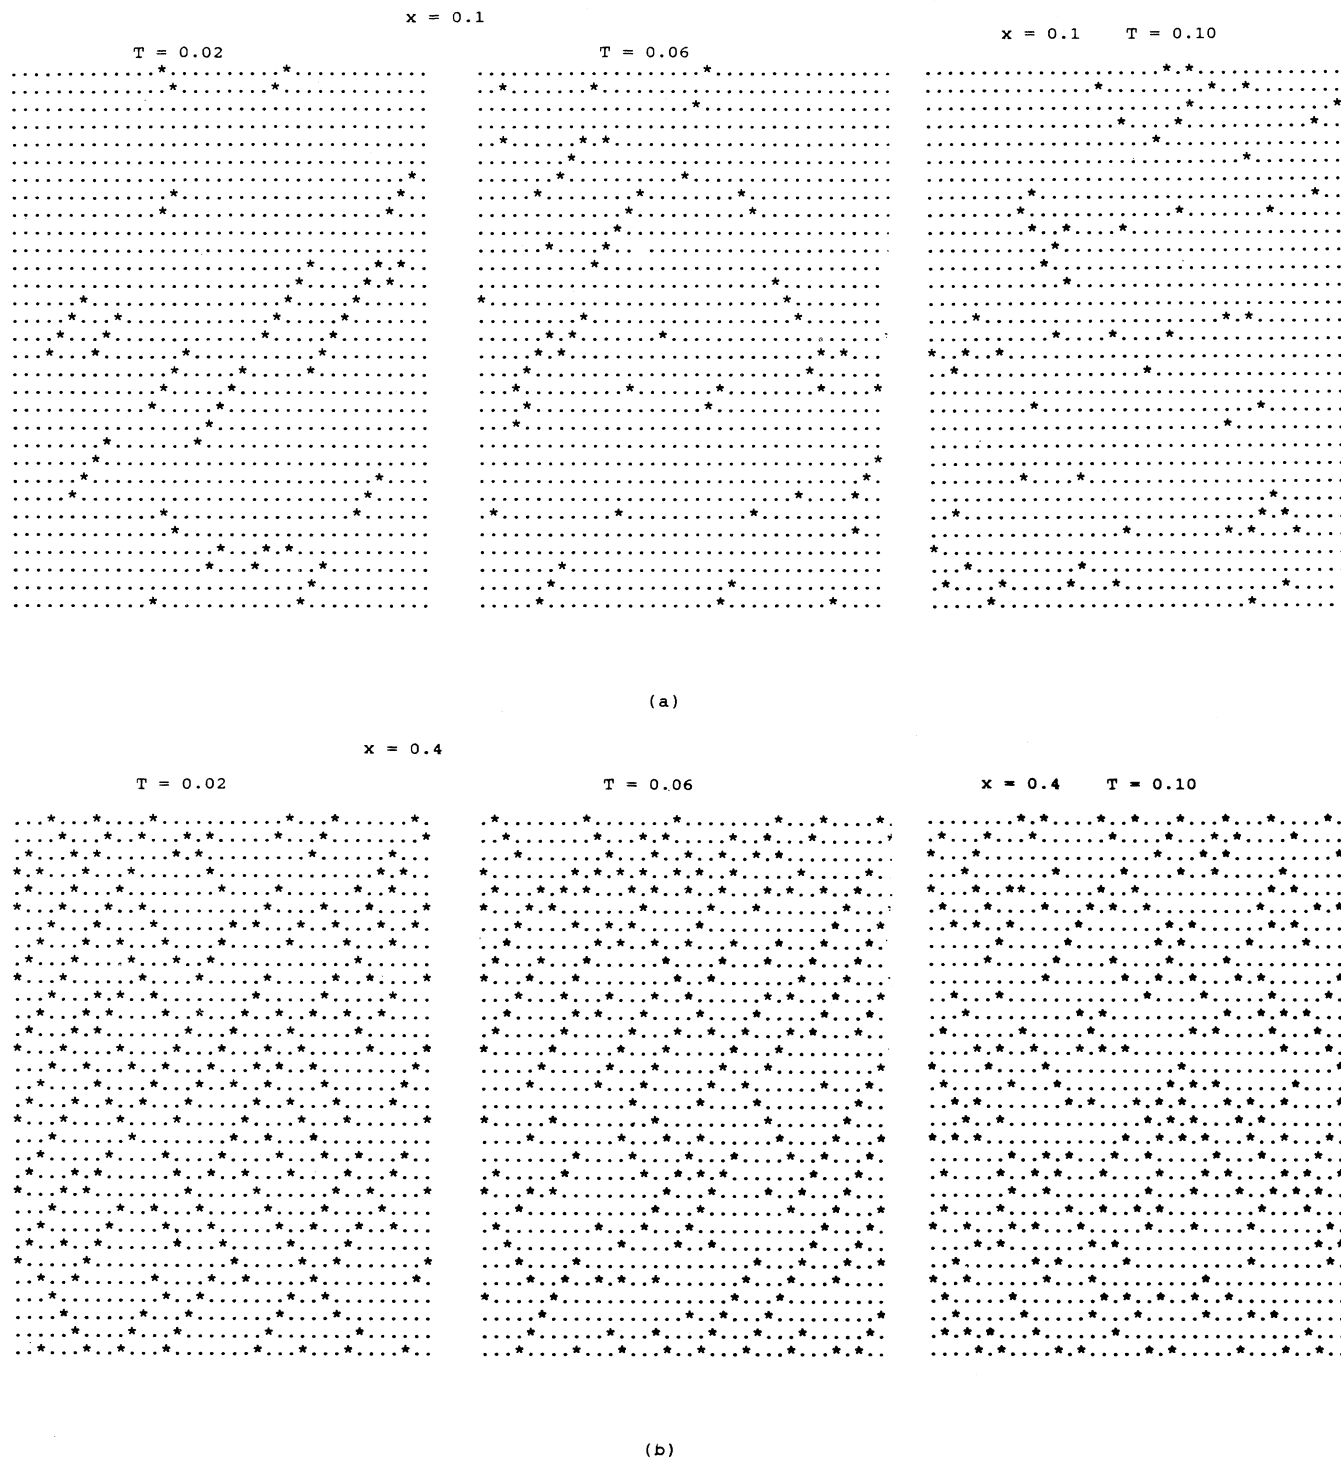 x = 0.1
T = 0.02
T = 0.06
x = 0.1 T = 0.10
(a)
x = 0.4
T = 0.02
T = 0.06
x = 0.4 T = 0.10
(b)